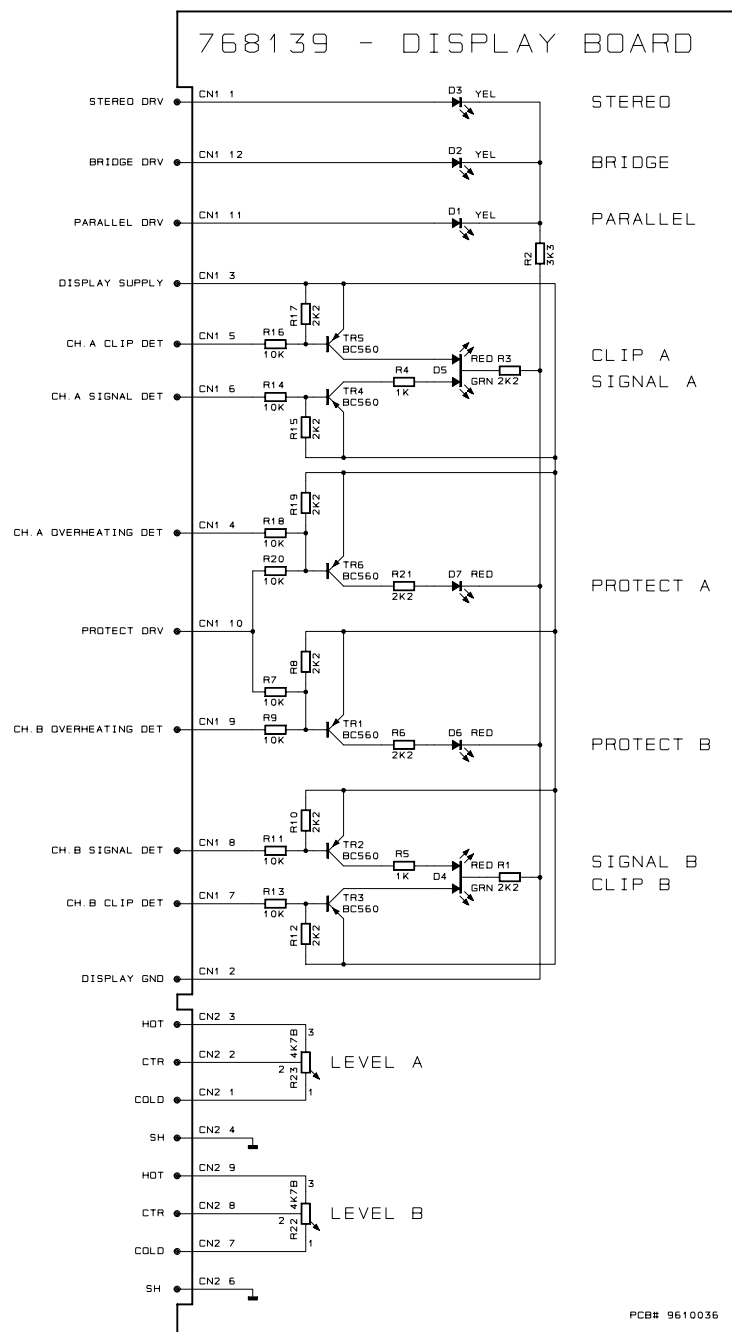 768139 - DISPLAY BOARD
STEREO DRV CN1 1 D3 YEL STEREO
BRIDGE DRV CN1 12 D2 YEL BRIDGE
PARALLEL DRV CN1 11 D1 YEL PARALLEL
R2 3K3
DISPLAY SUPPLY CN1 3
R17 2K2
CH.A CLIP DET CN1 5 R16 10K TR5 BC560 CLIP A
D5 RED R3 2K2
CH.A SIGNAL DET CN1 6 R14 10K TR4 BC560 R4 1K GRN SIGNAL A
R15 2K2
R19 2K2
CH.A OVERHEATING DET CN1 4 R18 10K
R20 10K TR6 BC560 R21 2K2 D7 RED PROTECT A
PROTECT DRV CN1 10
R8 2K2
R7 10K
CH.B OVERHEATING DET CN1 9 R9 10K TR1 BC560 R6 2K2 D6 RED PROTECT B
R10 2K2
CH.B SIGNAL DET CN1 8 R11 10K TR2 BC560 R5 1K RED R1 2K2 SIGNAL B
D4 GRN CLIP B
CH.B CLIP DET CN1 7 R13 10K TR3 BC560
R12 2K2
DISPLAY GND CN1 2
HOT CN2 3 3
CTR CN2 2 2 R23 4K7B LEVEL A
COLD CN2 1 1
SH CN2 4
HOT CN2 9 3
CTR CN2 8 2 R22 4K7B LEVEL B
COLD CN2 7 1
SH CN2 6
PCB# 9610036